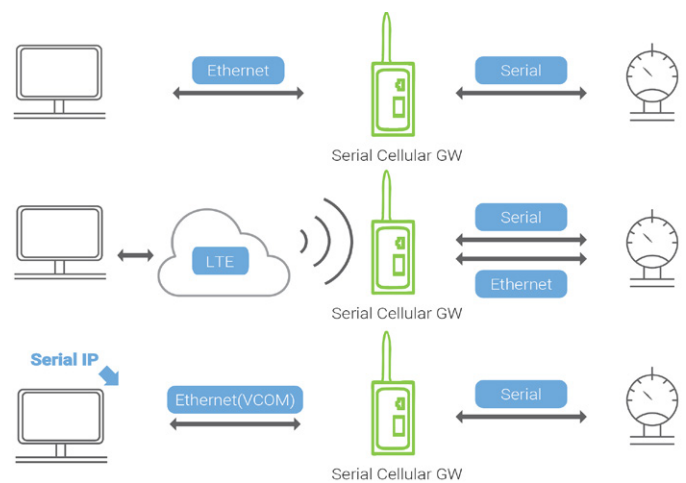 Ethernet
Serial
Serial Cellular GW
LTE
Serial
Ethernet
Serial Cellular GW
Serial IP
Ethernet(VCOM)
Serial
Serial Cellular GW